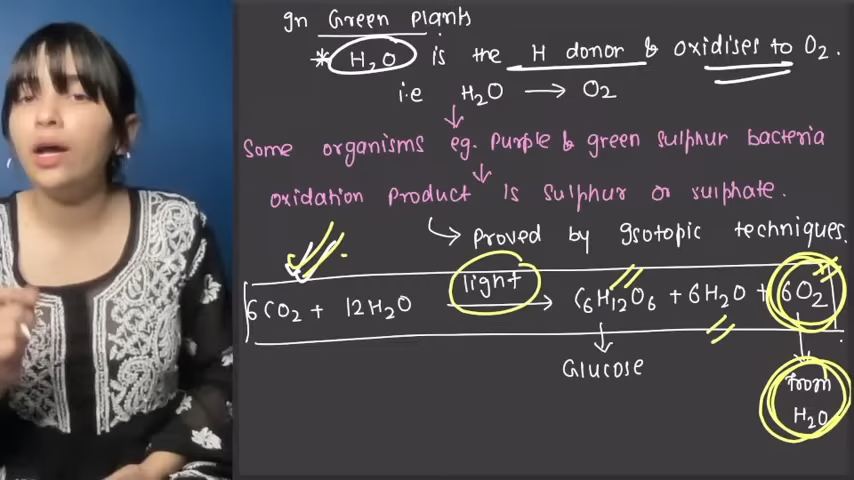 In Green plants
* H₂O is the H donor & oxidises to O₂.
i.e H₂O → O₂
↓
Some organisms eg. purple & green sulphur bacteria
↓
oxidation product is sulphur or sulphate.
↳ proved by Isotopic techniques.
6CO₂ + 12H₂O light → C₆H₁₂O₆ + 6H₂O + 6O₂
↓ ↓
Glucose
from
H₂O